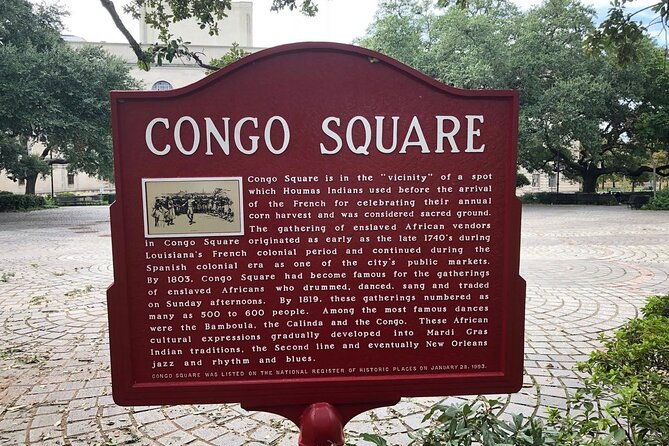 CONGO SQUARE
Congo Square is in the "vicinity" of a spot
which Houmas Indians used before the arrival
of the French for celebrating their annual
corn harvest and was considered sacred ground.
The gathering of enslaved African vendors
in Congo Square originated as early as the late 1740's during
Louisiana's French colonial period and continued during the
Spanish colonial era as one of the city's public markets.
By 1803, Congo Square had become famous for the gatherings
of enslaved Africans who drummed, danced, sang and traded
on Sunday afternoons. By 1819, these gatherings numbered as
many as 500 to 600 people. Among the most famous dances
were the Bamboula, the Calinda and the Congo. These African
cultural expressions gradually developed into Mardi Gras
Indian traditions, the Second line and eventually New Orleans
jazz and rhythm and blues.
CONGO SQUARE WAS LISTED ON THE NATIONAL REGISTER OF HISTORIC PLACES ON JANUARY 28, 1993.